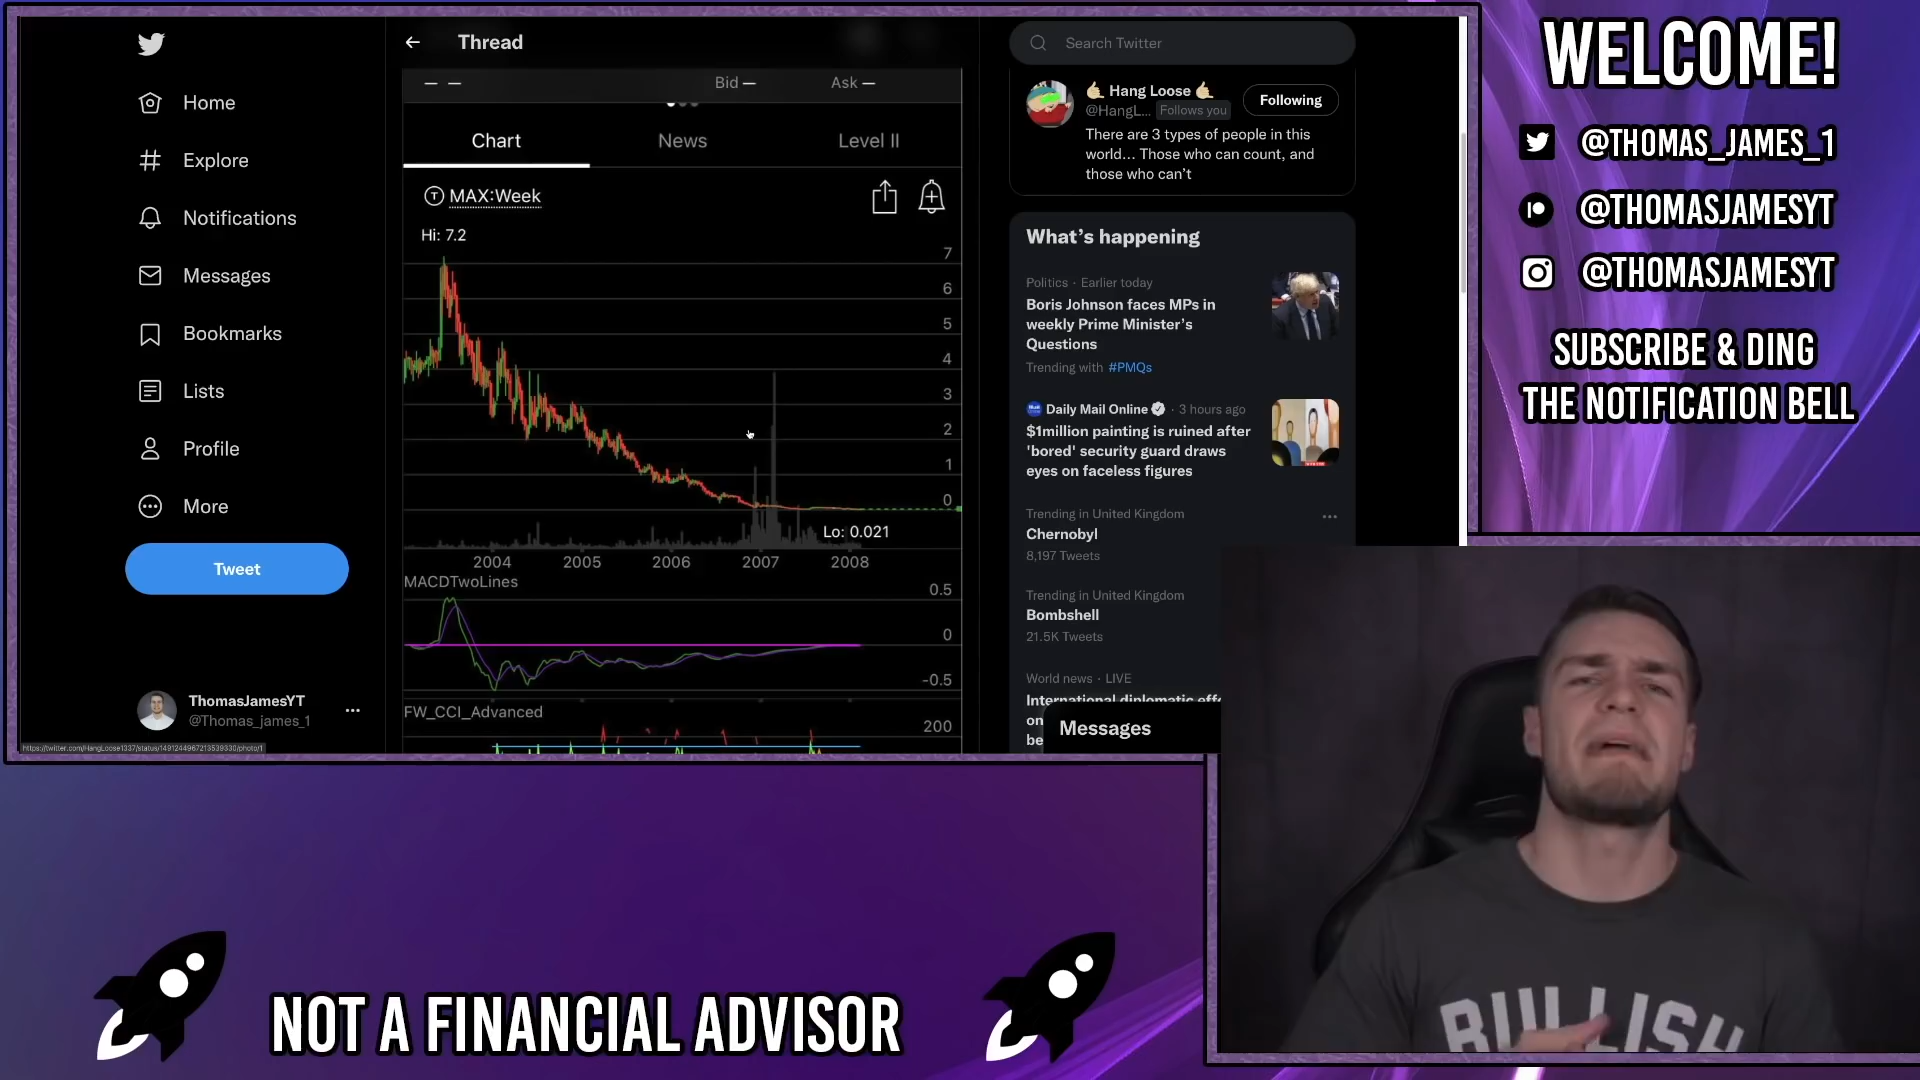 Home
Explore
Notifications
Messages
Bookmarks
Lists
Profile
More
Tweet
ThomasJamesYT
@Thomas_james_1
Thread
Bid —
Ask —
Chart
News
Level II
T
MAX:Week
Hi: 7.2
7
6
5
4
3
2
1
0
Lo: 0.021
2004
2005
2006
2007
2008
MACDTwoLines
0.5
0
-0.5
FW_CCI_Advanced
200
Search Twitter
Hang Loose
@HangL... Follows you
Following
There are 3 types of people in this
world... Those who can count, and
those who can't
What's happening
Politics · Earlier today
Boris Johnson faces MPs in
weekly Prime Minister's
Questions
Trending with #PMQs
Daily Mail Online · 3 hours ago
$1million painting is ruined after
'bored' security guard draws
eyes on faceless figures
Trending in United Kingdom
Chernobyl
8,197 Tweets
Trending in United Kingdom
Bombshell
21.5K Tweets
World news · LIVE
International diplomatic
on
be
Messages
WELCOME!
@THOMAS_JAMES_1
@THOMASJAMESYT
@THOMASJAMESYT
SUBSCRIBE & DING
THE NOTIFICATION BELL
BULLISH
NOT A FINANCIAL ADVISOR